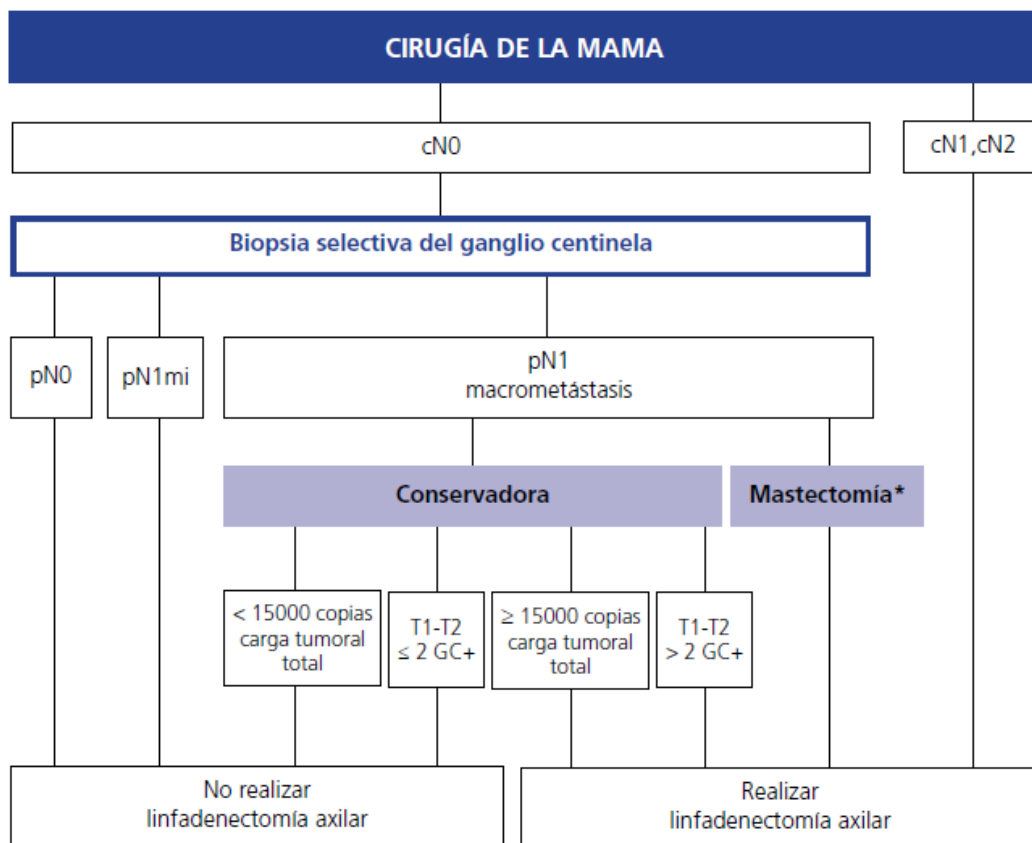 CIRUGÍA DE LA MAMA
cN0
cN1,cN2
Biopsia selectiva del ganglio centinela
pN0
pN1mi
pN1
macrometástasis
Conservadora
Mastectomía*
< 15000 copias
carga tumoral
total
T1-T2
≤ 2 GC+
≥ 15000 copias
carga tumoral
total
T1-T2
> 2 GC+
No realizar
linfadenectomía axilar
Realizar
linfadenectomía axilar